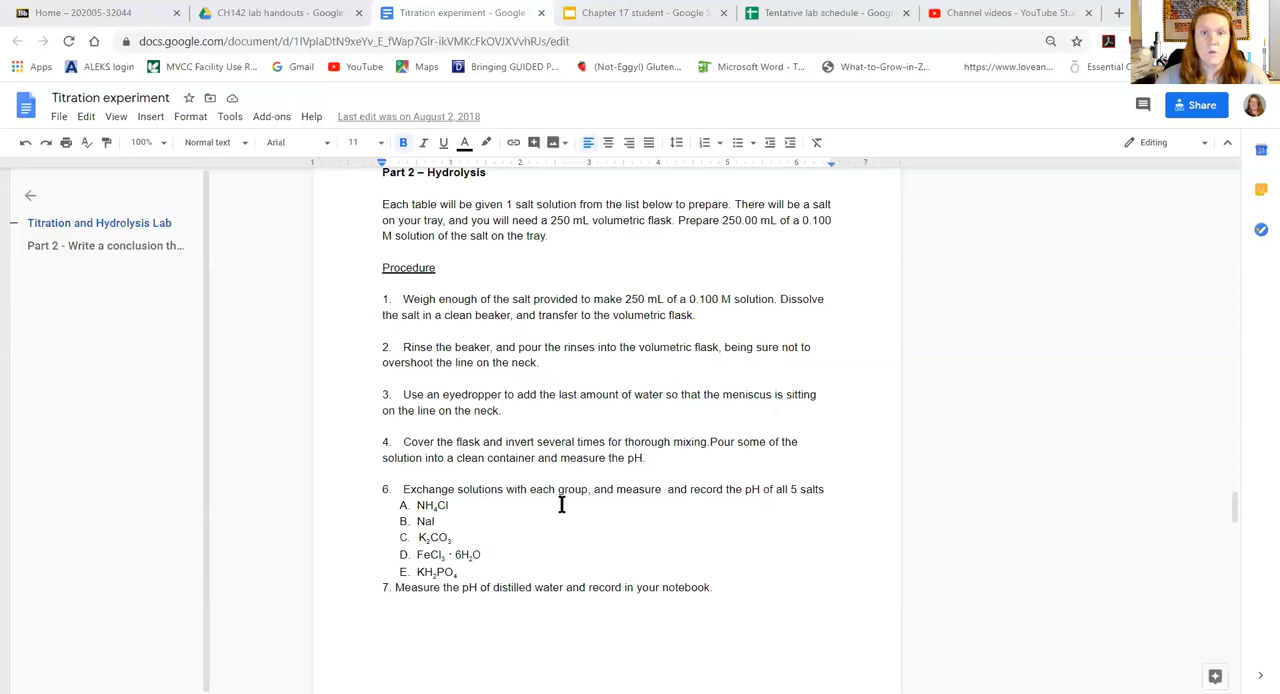 Home – 202005-32044
CH142 lab handouts - Google
Titration experiment - Google
Chapter 17 student - Google S
Tentative lab schedule - Goog
Channel videos - YouTube Stu
docs.google.com/document/d/1IVpIaDtN9xeYv_E_fWap7Glr-ikVMKcFkOVJXVvhRJs/edit
Apps
ALEKS login
MVCC Facility Use R...
Gmail
YouTube
Maps
Bringing GUIDED P...
(Not-Eggy!) Gluten...
Microsoft Word - T...
What-to-Grow-in-Z...
https://www.lovean...
Essential
Titration experiment
Share
File Edit View Insert Format Tools Add-ons Help Last edit was on August 2, 2018
100% Normal text Arial 11 B I U A Editing
1 1 2 3 4 5 6 7
Part 2 – Hydrolysis
Titration and Hydrolysis Lab
Part 2 - Write a conclusion th...
Each table will be given 1 salt solution from the list below to prepare. There will be a salt
on your tray, and you will need a 250 mL volumetric flask. Prepare 250.00 mL of a 0.100
M solution of the salt on the tray.
Procedure
1. Weigh enough of the salt provided to make 250 mL of a 0.100 M solution. Dissolve
the salt in a clean beaker, and transfer to the volumetric flask.
2. Rinse the beaker, and pour the rinses into the volumetric flask, being sure not to
overshoot the line on the neck.
3. Use an eyedropper to add the last amount of water so that the meniscus is sitting
on the line on the neck.
4. Cover the flask and invert several times for thorough mixing.Pour some of the
solution into a clean container and measure the pH.
6. Exchange solutions with each group, and measure and record the pH of all 5 salts
A. NH₄Cl
B. NaI
C. K₂CO₃
D. FeCl₃ · 6H₂O
E. KH₂PO₄
7. Measure the pH of distilled water and record in your notebook.